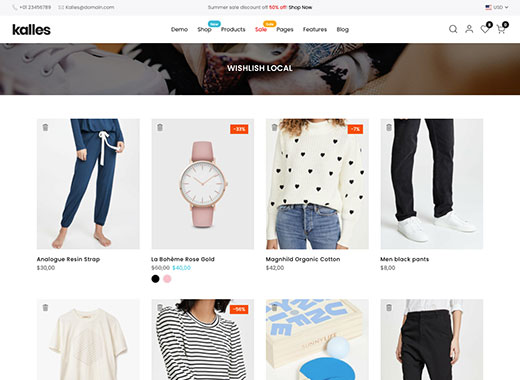 +01 23456789 Kalles@domain.com Summer sale discount off 50% off! Shop Now USD
kalles Demo Shop New Products Sale Sale Pages Features Blog 0 0
WISHLISH LOCAL
-33% -7%
Analogue Resin Strap La Bohème Rose Gold Magnhild Organic Cotton Men black pants
$30,00 $60,00 $40,00 $42,00 $8,00
-56%
SUNNYLIFE